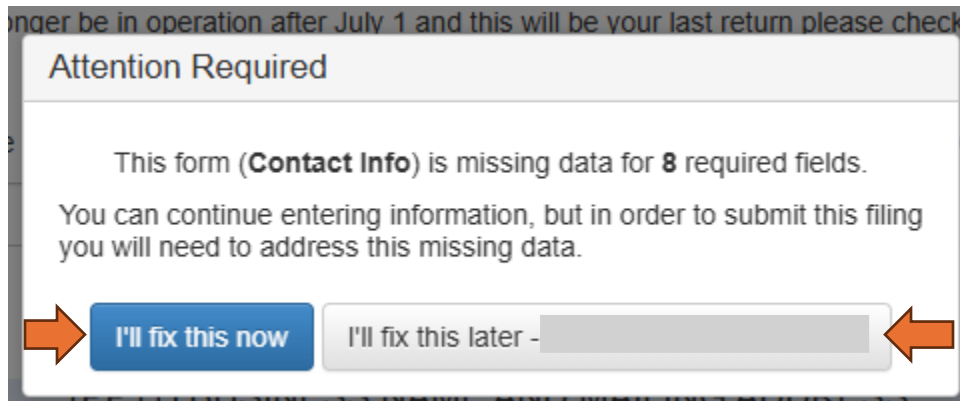 onger be in operation after July 1 and this will be your last return please check
Attention Required
This form (Contact Info) is missing data for 8 required fields.
You can continue entering information, but in order to submit this filing
you will need to address this missing data.
I'll fix this now
I'll fix this later -